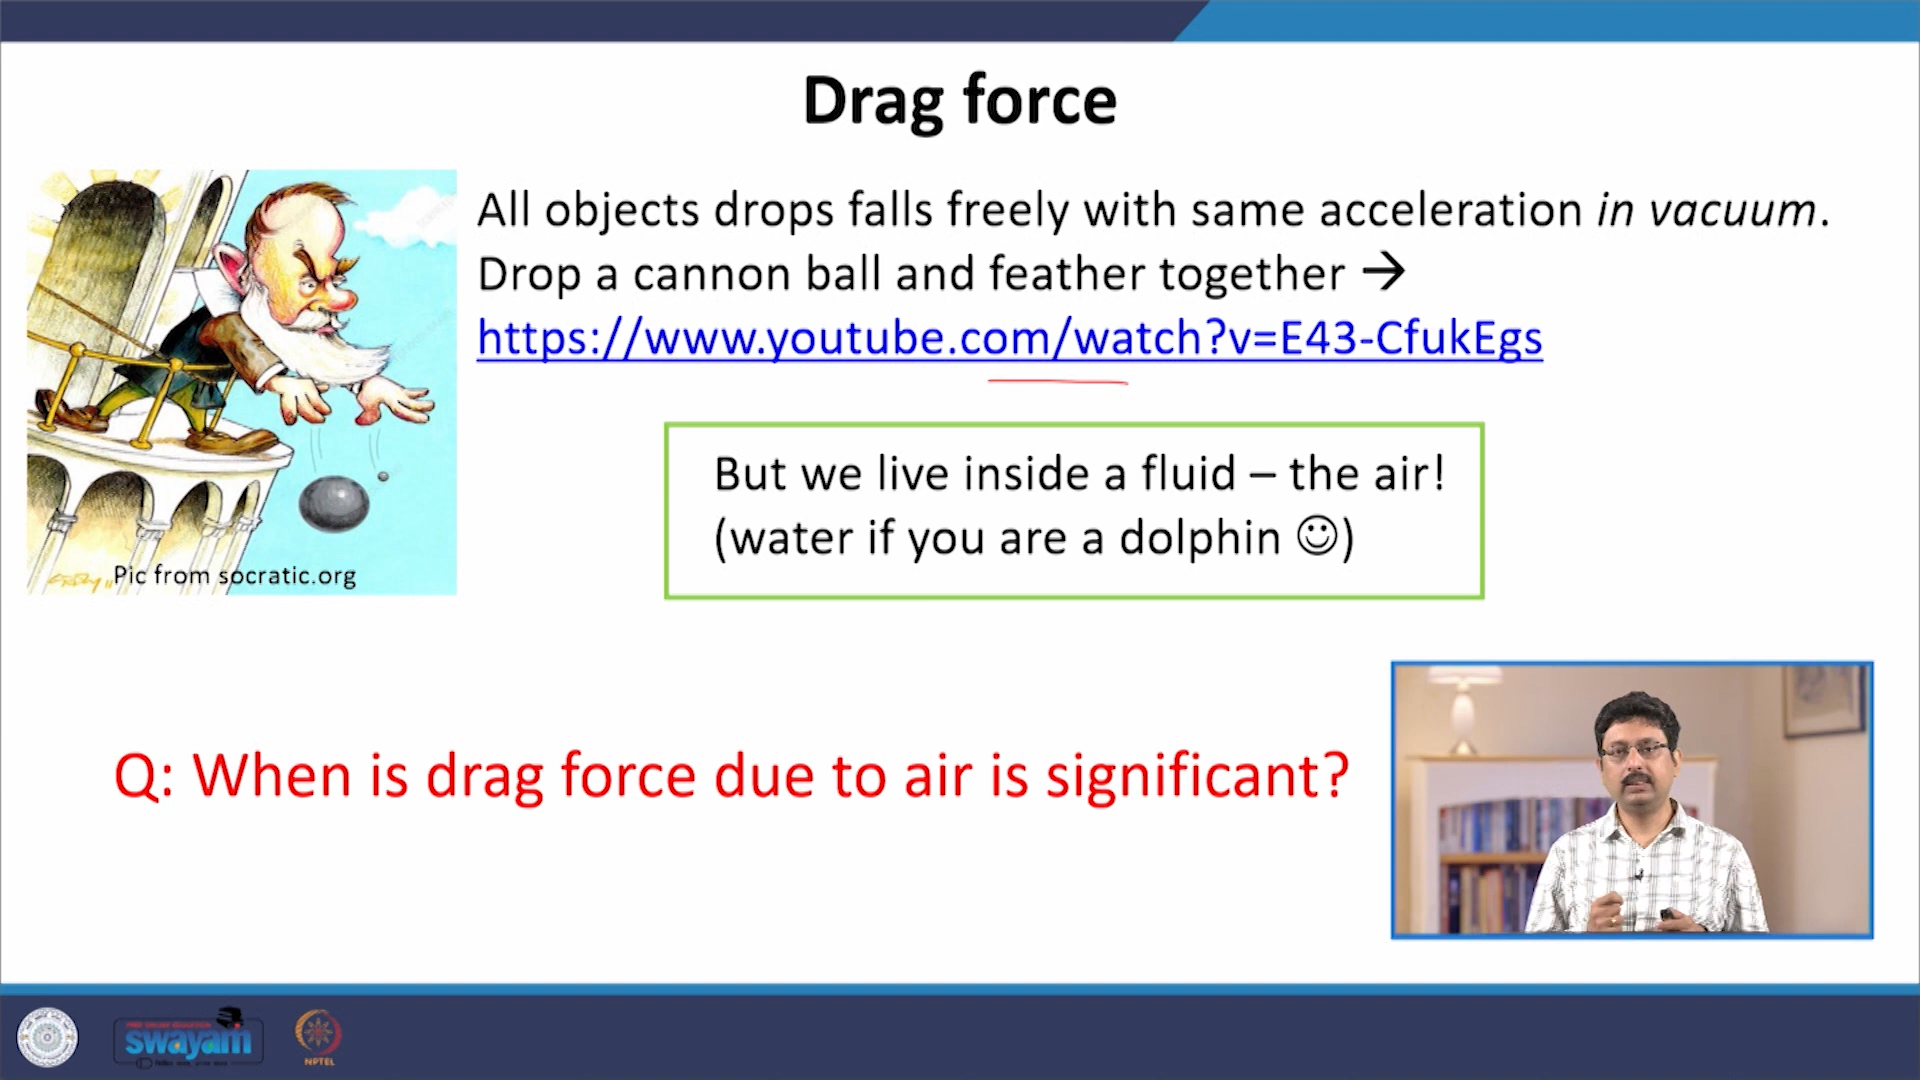 Drag force
All objects drops falls freely with same acceleration in vacuum.
Drop a cannon ball and feather together →
https://www.youtube.com/watch?v=E43-CfukEgs
But we live inside a fluid – the air!
(water if you are a dolphin ☺)
Pic from socratic.org
Q: When is drag force due to air is significant?
swayam
NPTEL